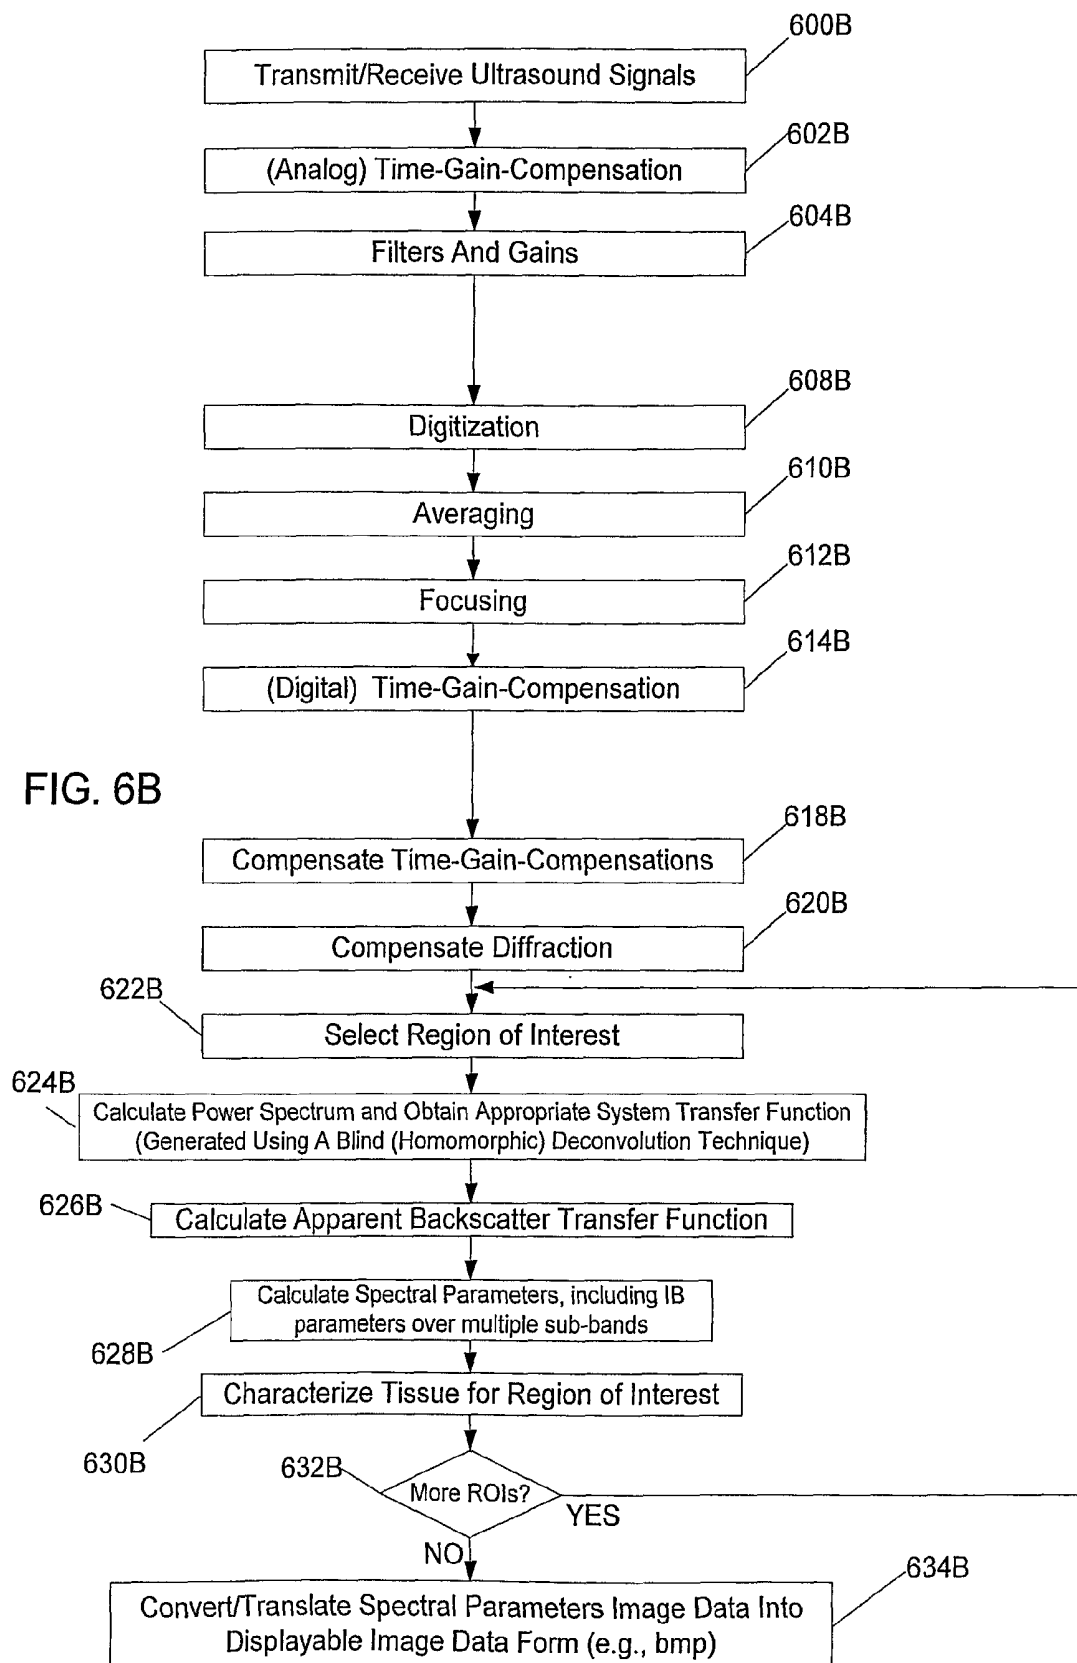 600B
Transmit/Receive Ultrasound Signals
602B
(Analog) Time-Gain-Compensation
604B
Filters And Gains
608B
Digitization
610B
Averaging
612B
Focusing
614B
(Digital) Time-Gain-Compensation
FIG. 6B
618B
Compensate Time-Gain-Compensations
620B
Compensate Diffraction
622B
Select Region of Interest
624B
Calculate Power Spectrum and Obtain Appropriate System Transfer Function
(Generated Using A Blind (Homomorphic) Deconvolution Technique)
626B
Calculate Apparent Backscatter Transfer Function
Calculate Spectral Parameters, including IB
parameters over multiple sub-bands
628B
Characterize Tissue for Region of Interest
630B
632B
More ROIs?
YES
NO
634B
Convert/Translate Spectral Parameters Image Data Into
Displayable Image Data Form (e.g., bmp)